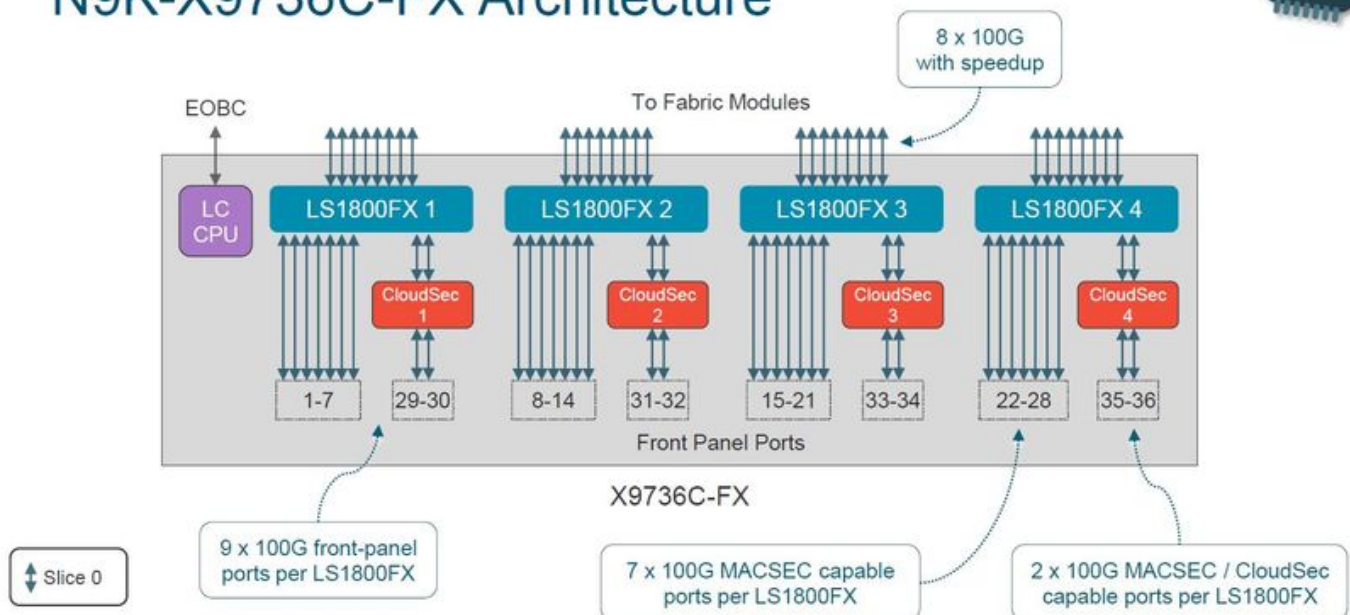 N9K-X9736C-FX Architecture
8 x 100G
with speedup
EOBC
To Fabric Modules
LC
CPU
LS1800FX 1
LS1800FX 2
LS1800FX 3
LS1800FX 4
CloudSec
1
CloudSec
2
CloudSec
3
CloudSec
4
1-7
29-30
8-14
31-32
15-21
33-34
22-28
35-36
Front Panel Ports
X9736C-FX
Slice 0
9 x 100G front-panel
ports per LS1800FX
7 x 100G MACSEC capable
ports per LS1800FX
2 x 100G MACSEC / CloudSec
capable ports per LS1800FX